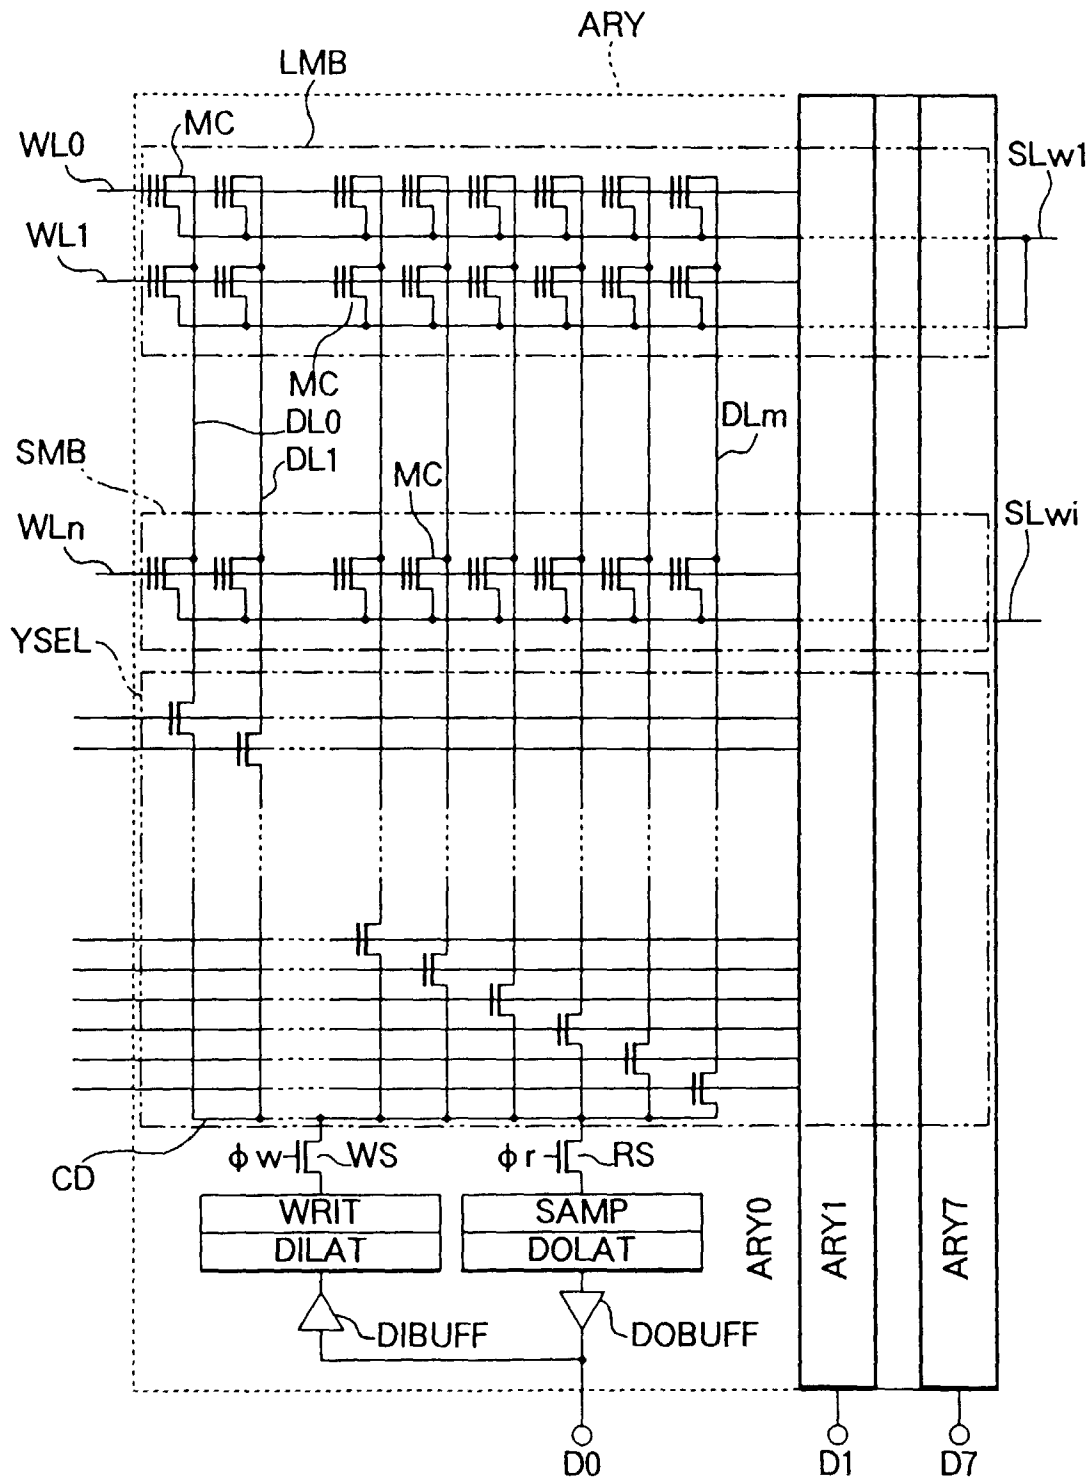 ARY
LMB
MC
WL0
SLw1
WL1
MC
DL0
DLm
SMB
DL1
MC
WLn
SLwi
YSEL
CD
ϕw
WS
ϕr
RS
WRIT
SAMP
DILAT
DOLAT
ARY0
ARY1
ARY7
DIBUFF
DOBUFF
D0
D1
D7